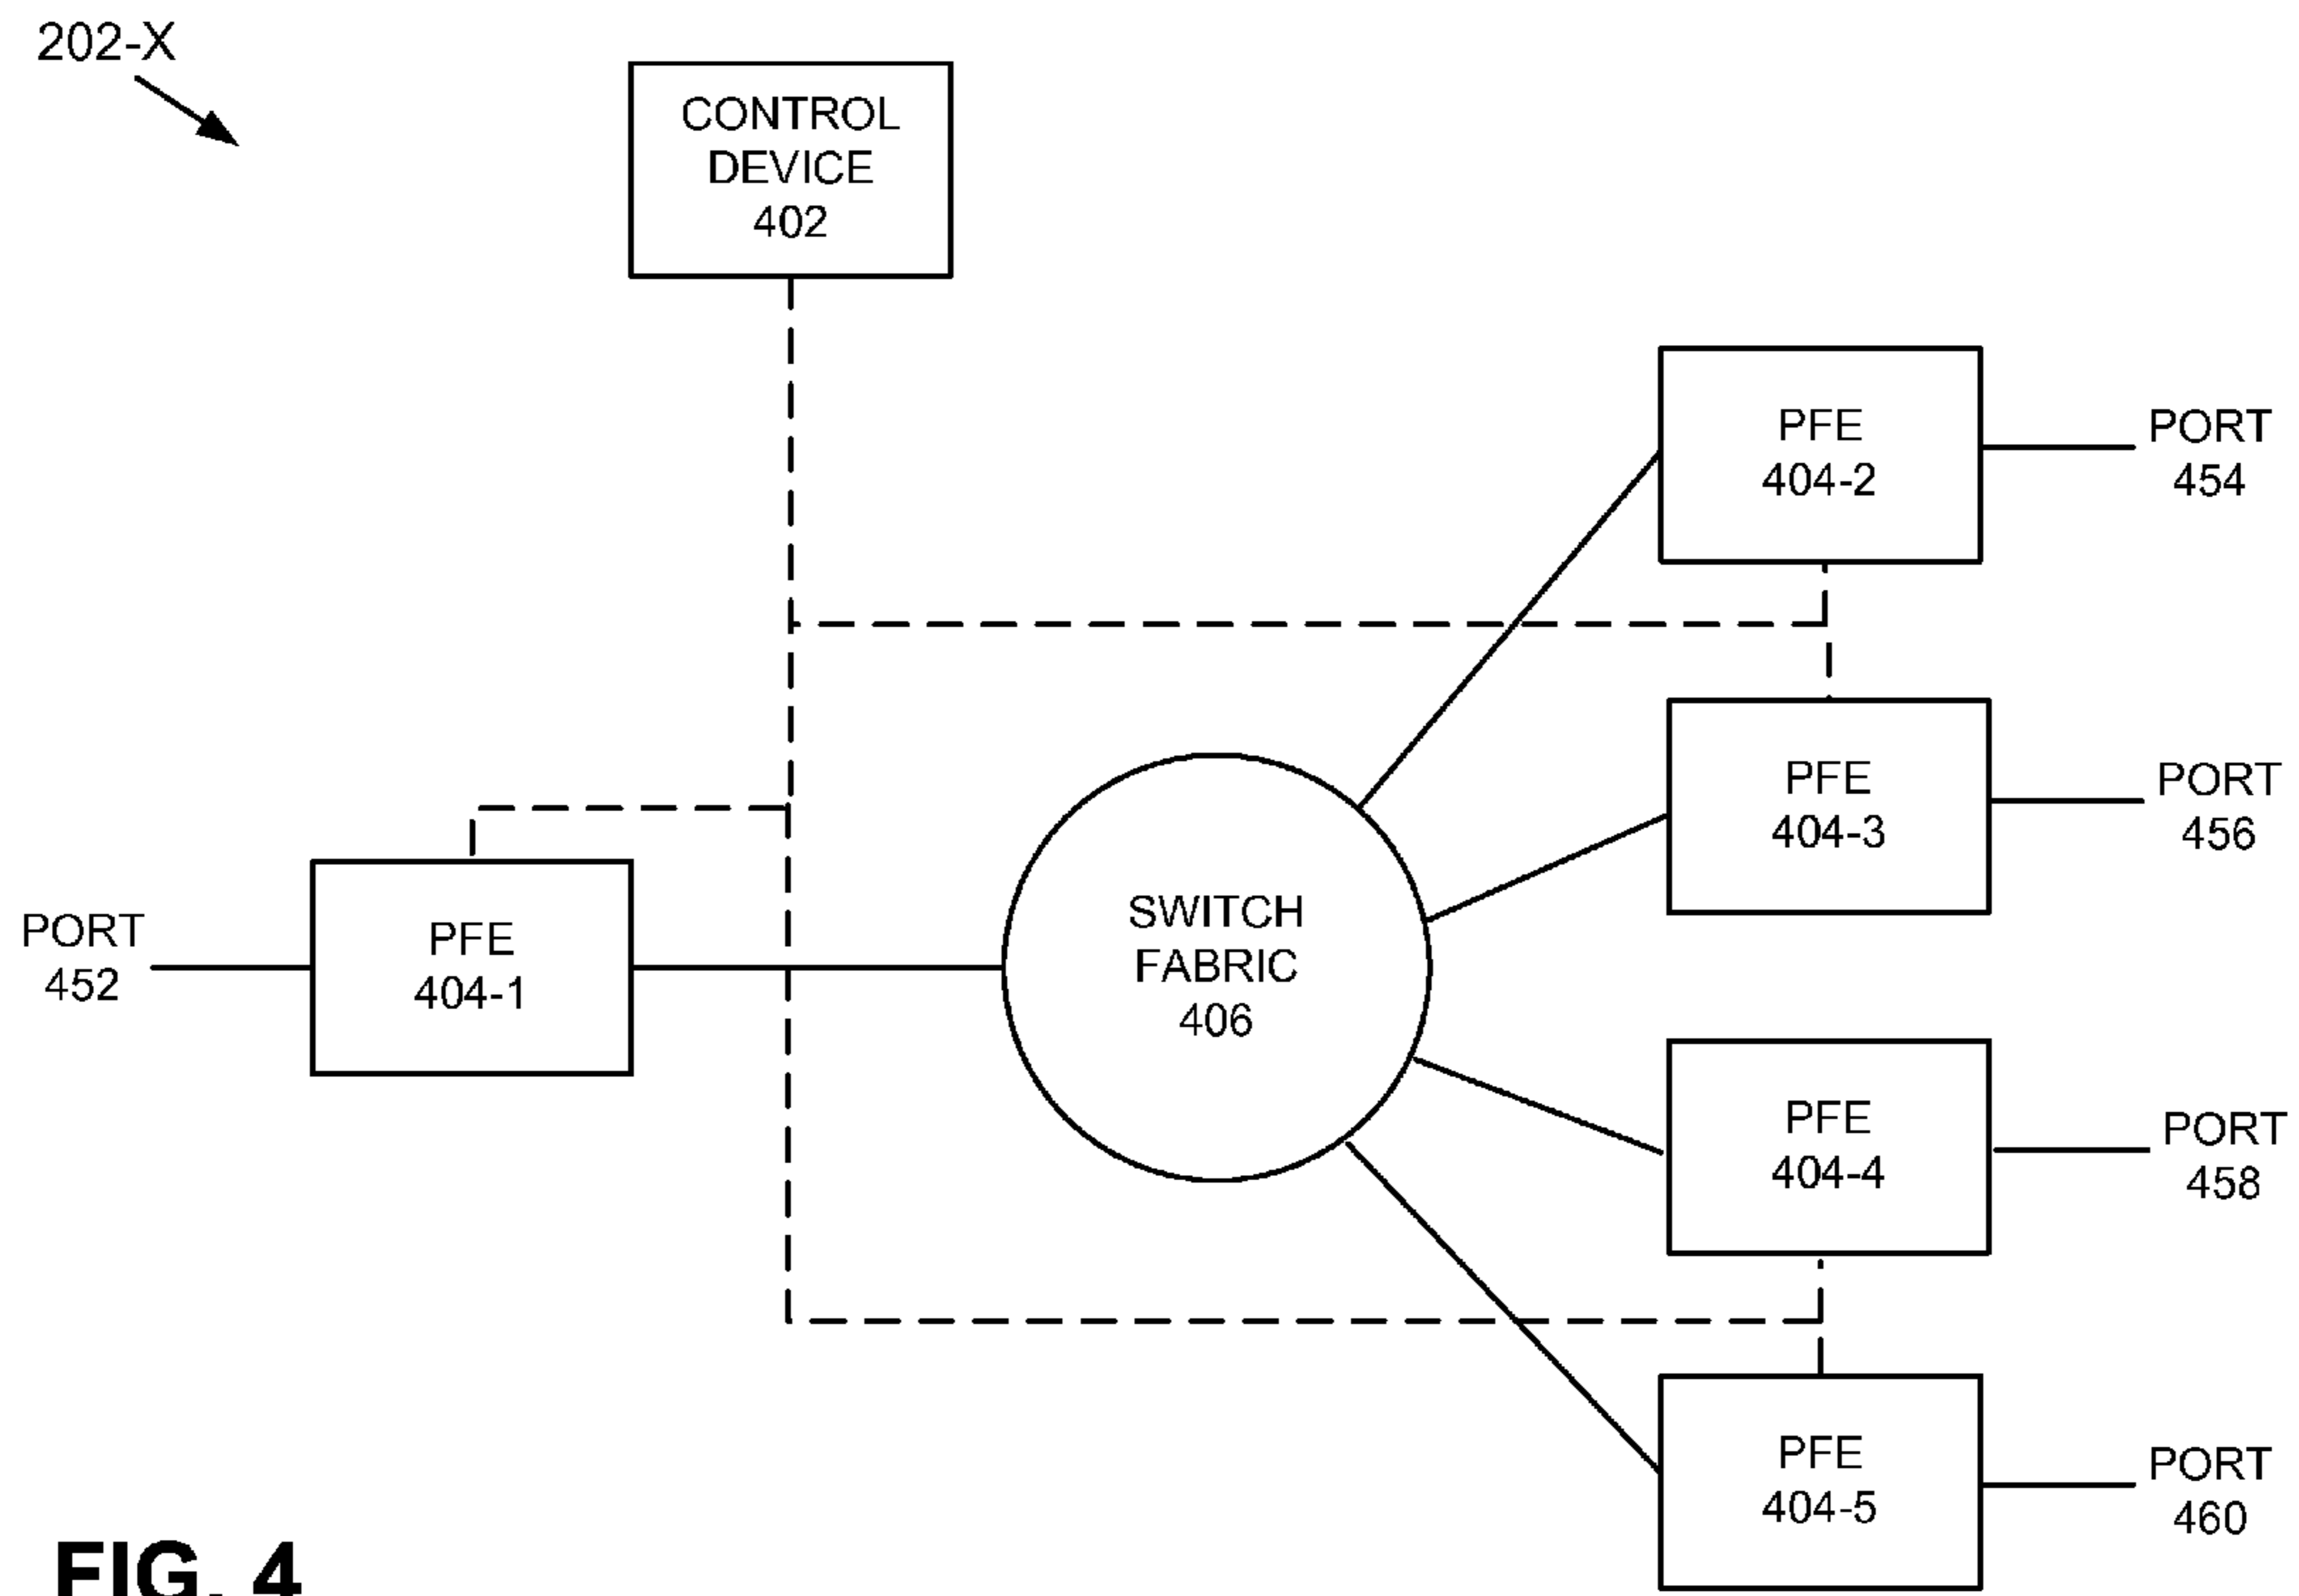 202-X
CONTROL
DEVICE
402
PFE
404-2
PORT
454
PFE
404-3
PORT
456
PORT
452
PFE
404-1
SWITCH
FABRIC
406
PFE
404-4
PORT
458
PFE
404-5
PORT
460
FIG. 4